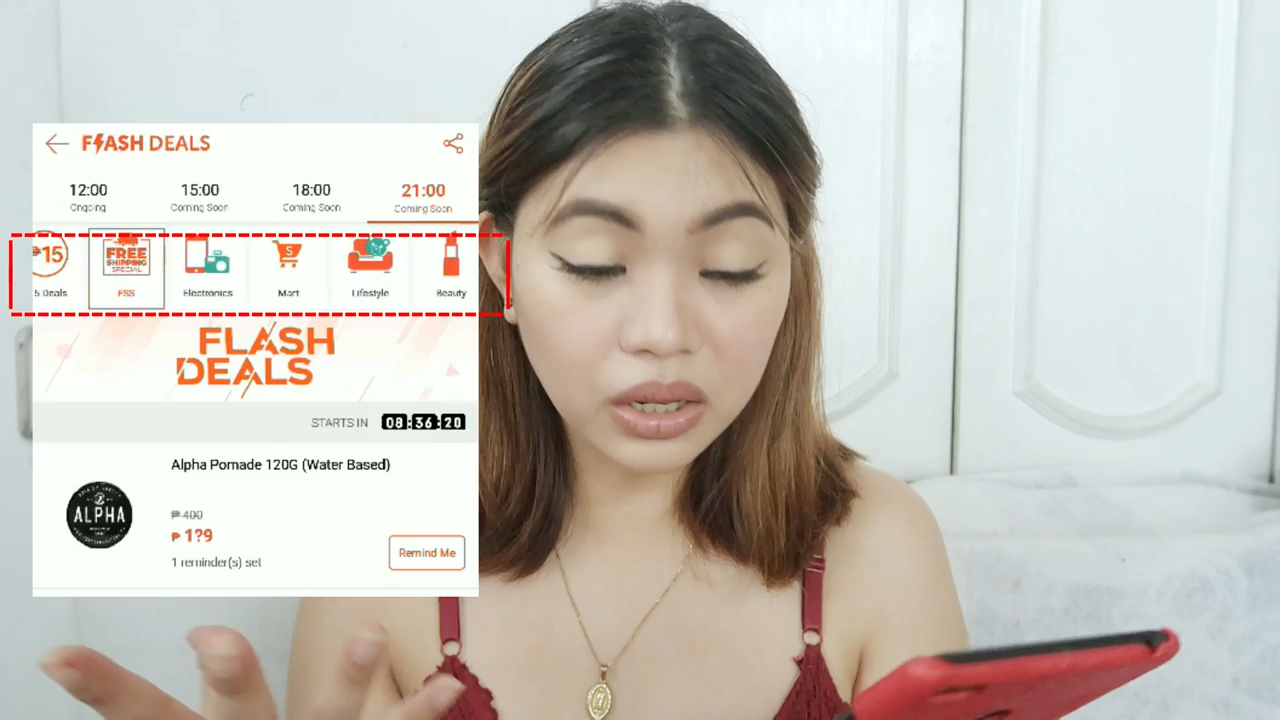 FLASH DEALS
12:00
Ongoing
15:00
Coming Soon
18:00
Coming Soon
21:00
Coming Soon
₱15
5 Deals
FREE
SHIPPING
SPECIAL
FSS
Electronics
S
Mart
Lifestyle
Beauty
FLASH
DEALS
STARTS IN 08:36:20
Alpha Pomade 120G (Water Based)
ALPHA
₱ 400
₱ 1?9
1 reminder(s) set
Remind Me